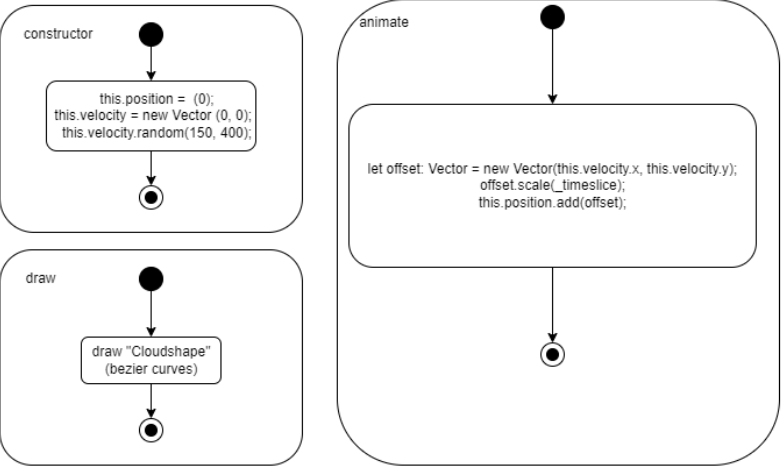 constructor
this.position = (0);
this.velocity = new Vector (0, 0);
this.velocity.random(150, 400);
draw
draw "Cloudshape"
(bezier curves)
animate
let offset: Vector = new Vector(this.velocity.x, this.velocity.y);
offset.scale(_timeslice);
this.position.add(offset);